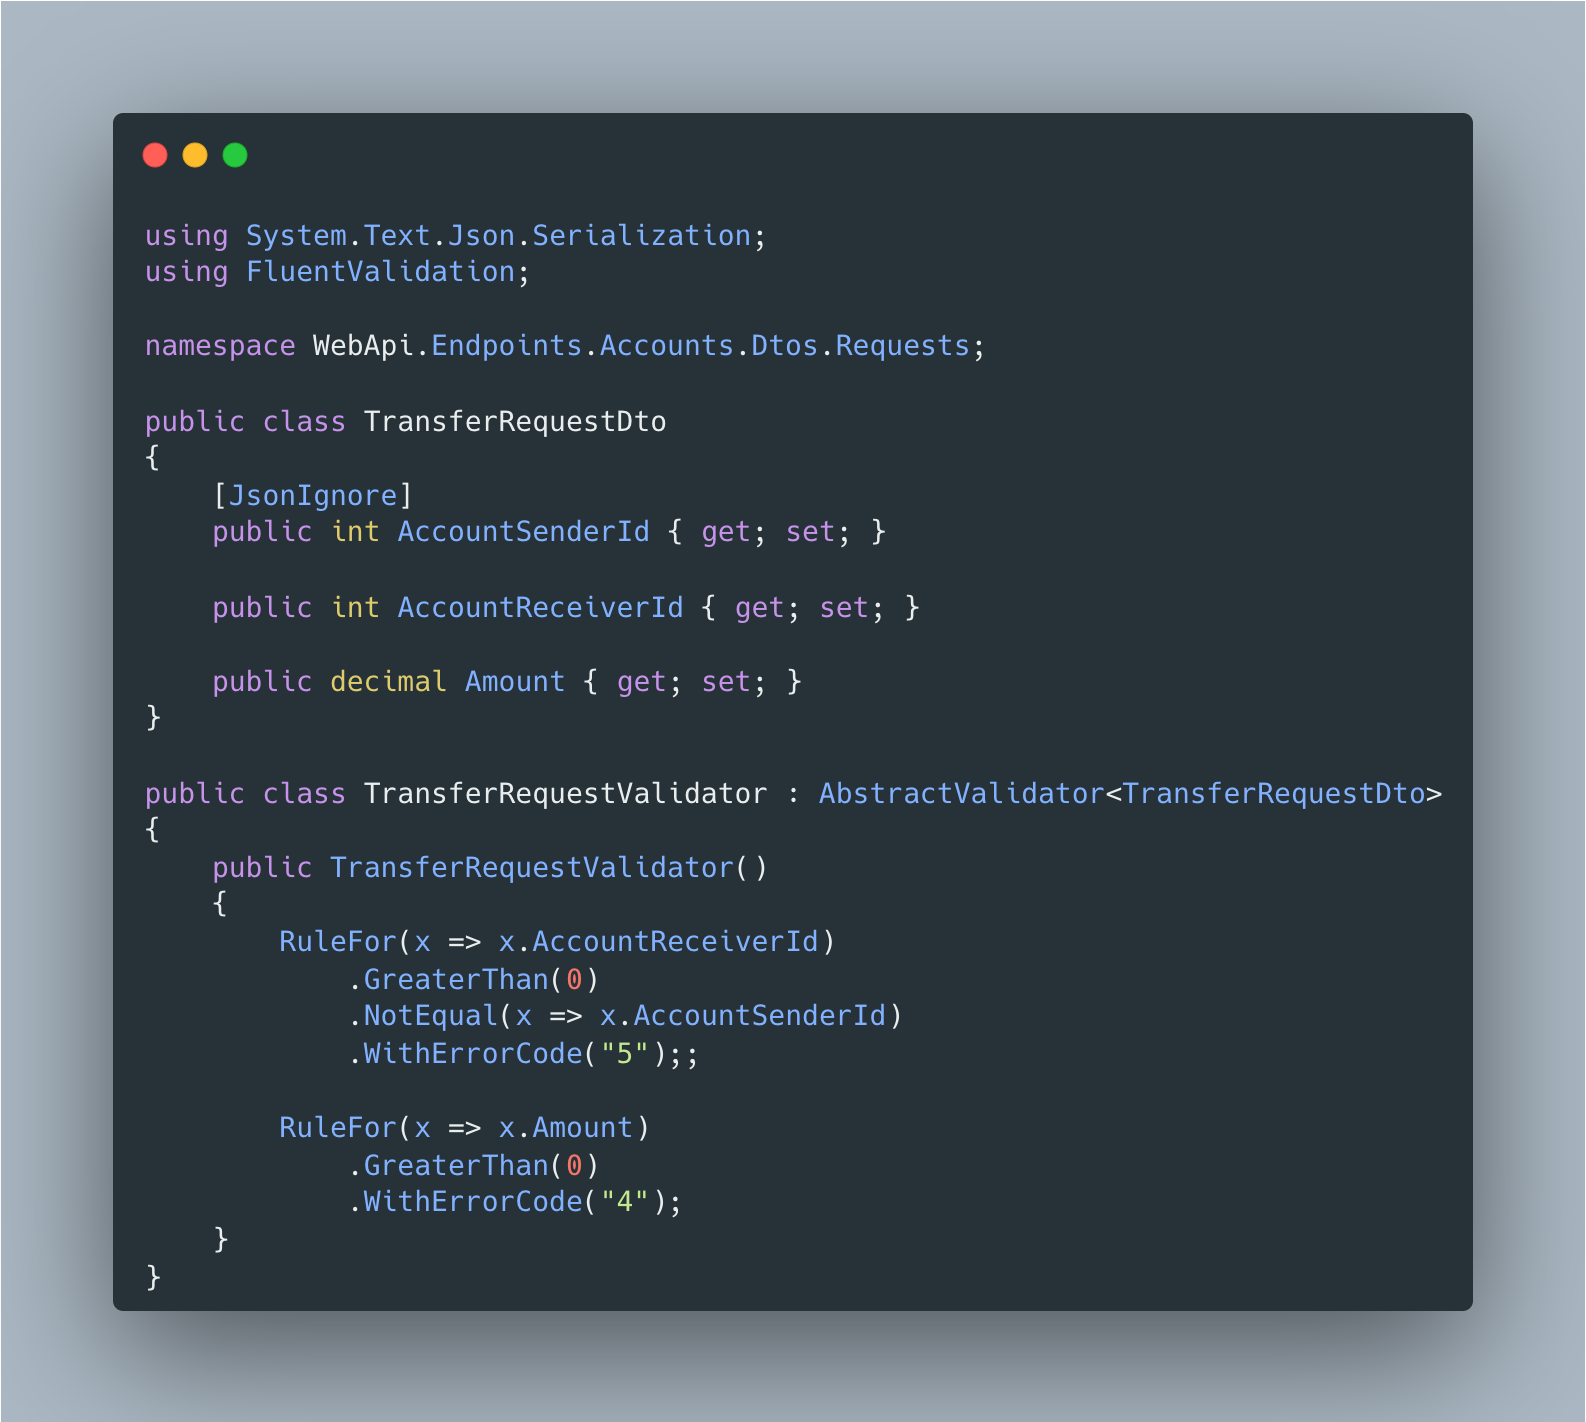 using System.Text.Json.Serialization;
using FluentValidation;

namespace WebApi.Endpoints.Accounts.Dtos.Requests;

public class TransferRequestDto
{
    [JsonIgnore]
    public int AccountSenderId { get; set; }

    public int AccountReceiverId { get; set; }

    public decimal Amount { get; set; }
}

public class TransferRequestValidator : AbstractValidator<TransferRequestDto>
{
    public TransferRequestValidator()
    {
        RuleFor(x => x.AccountReceiverId)
            .GreaterThan(0)
            .NotEqual(x => x.AccountSenderId)
            .WithErrorCode("5");;

        RuleFor(x => x.Amount)
            .GreaterThan(0)
            .WithErrorCode("4");
    }
}